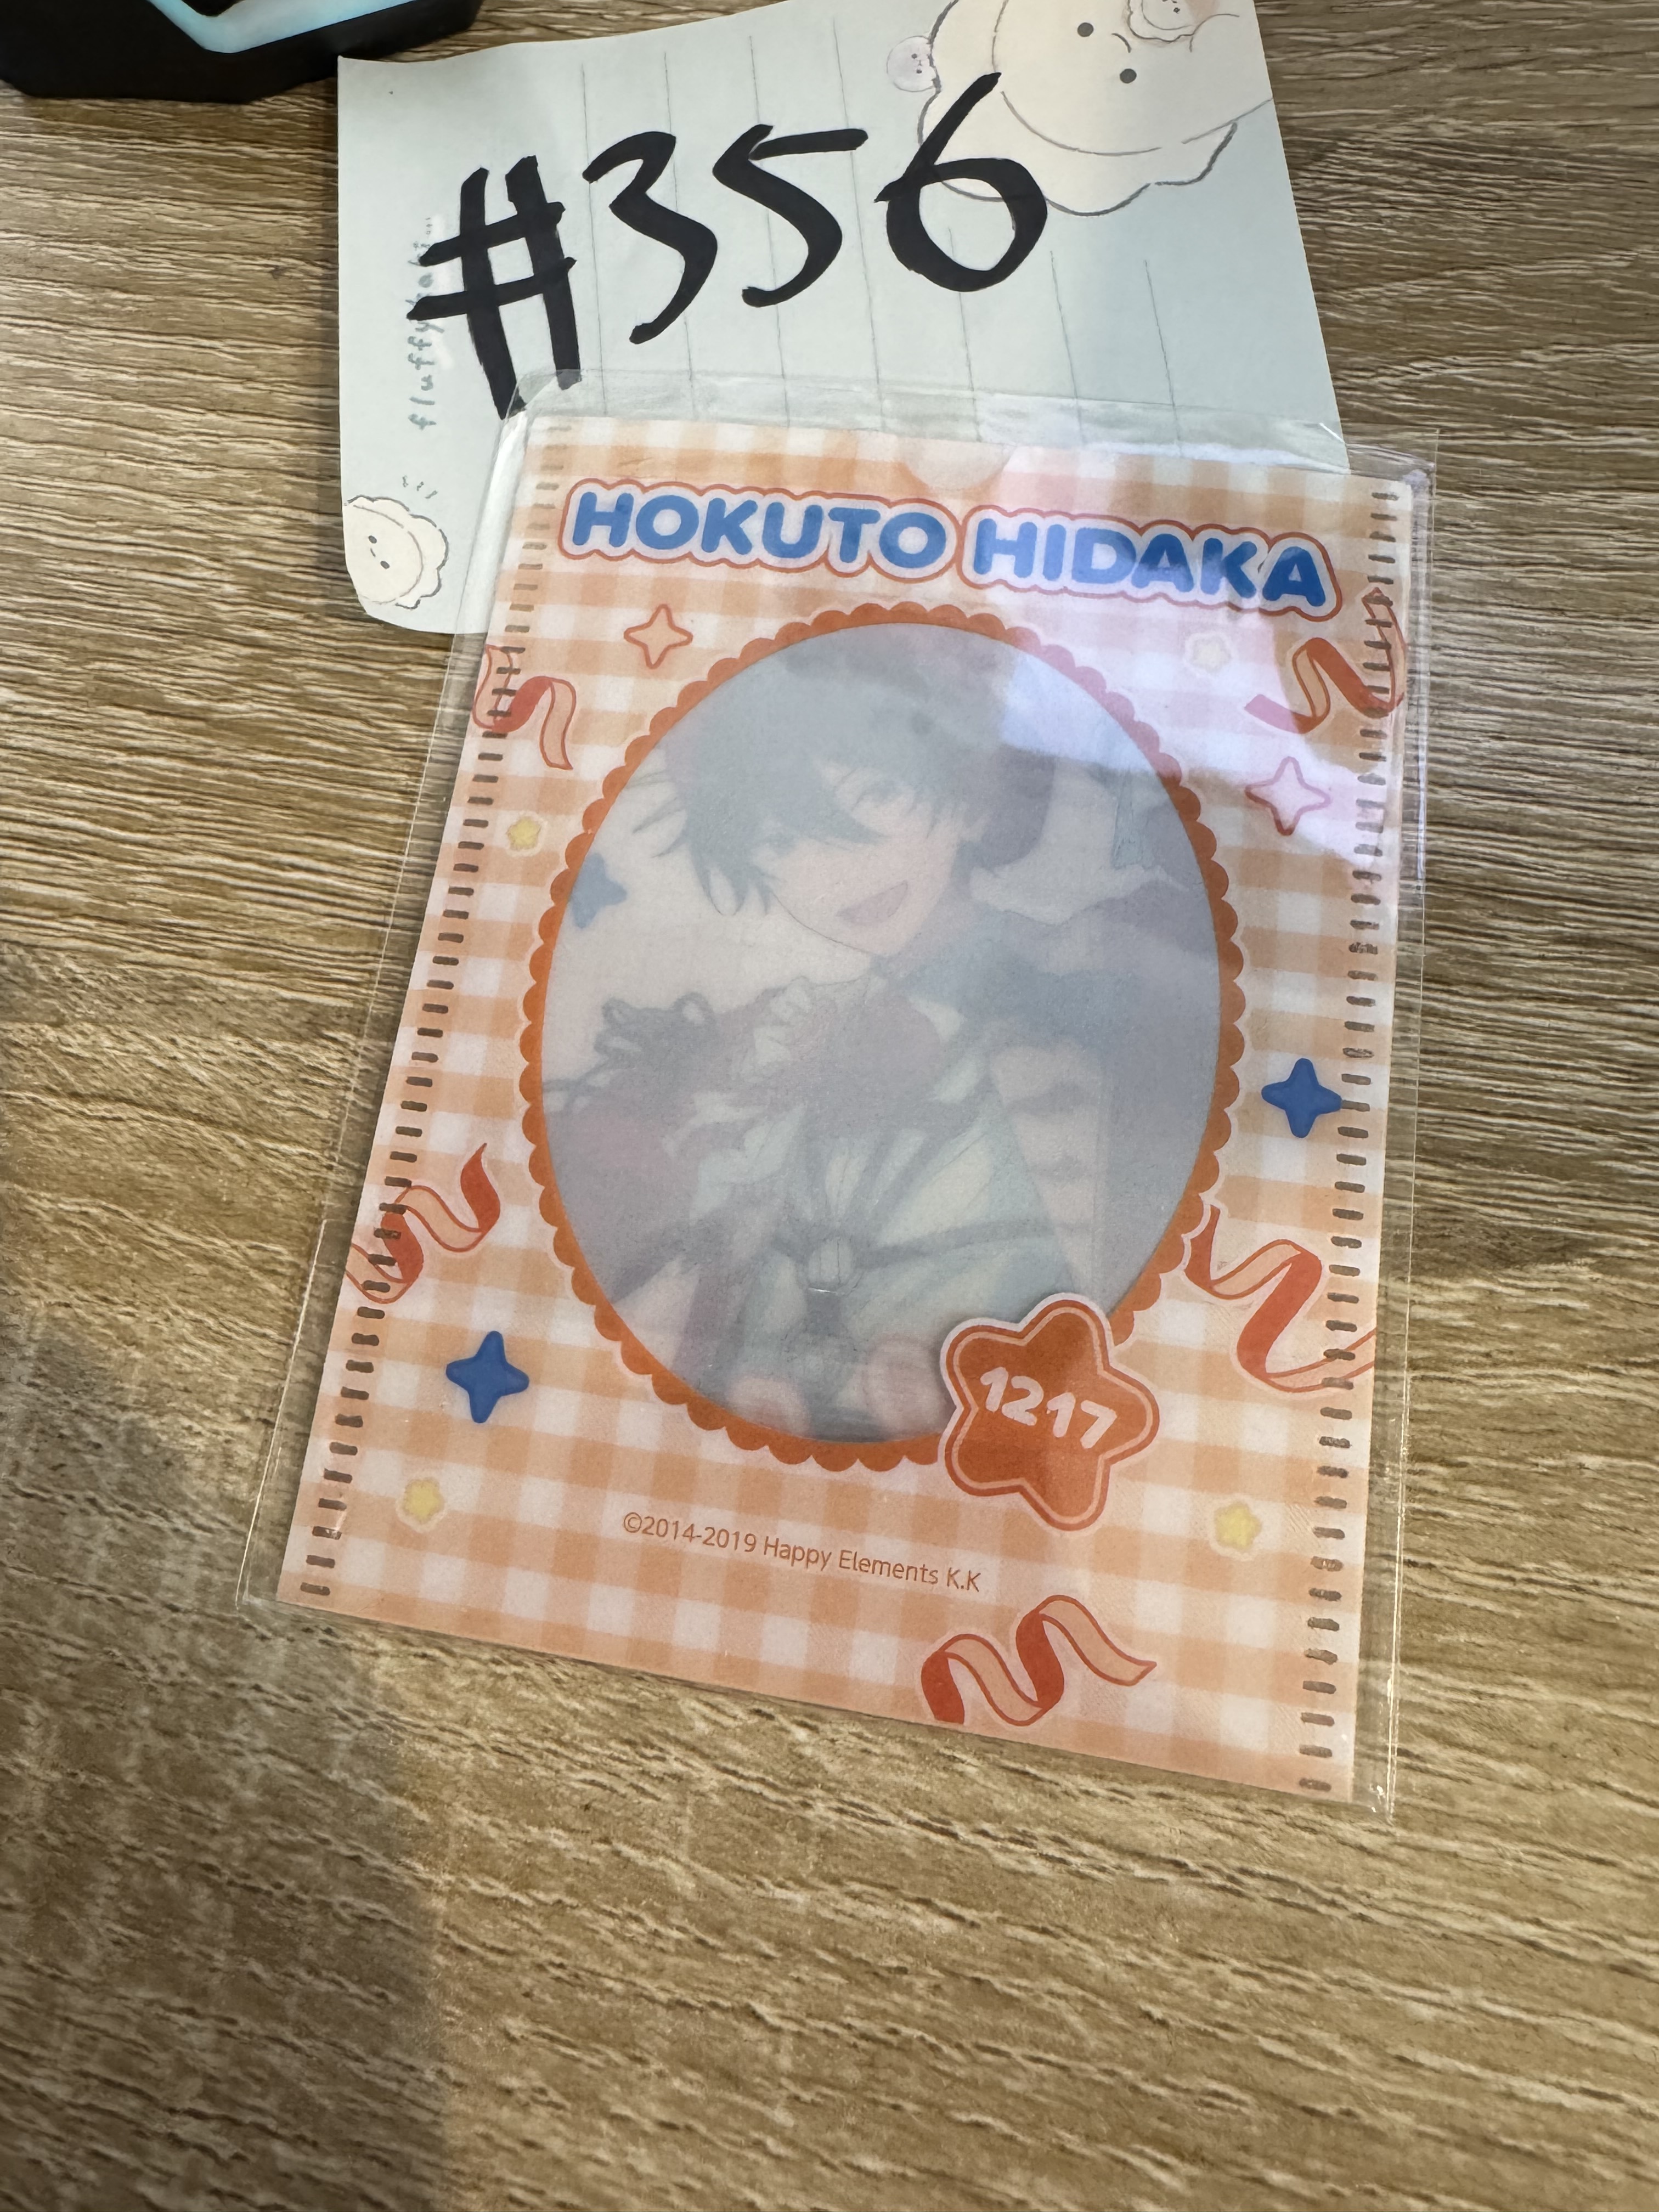 #356
HOKUTO HIDAKA
1217
©2014-2019 Happy Elements K.K